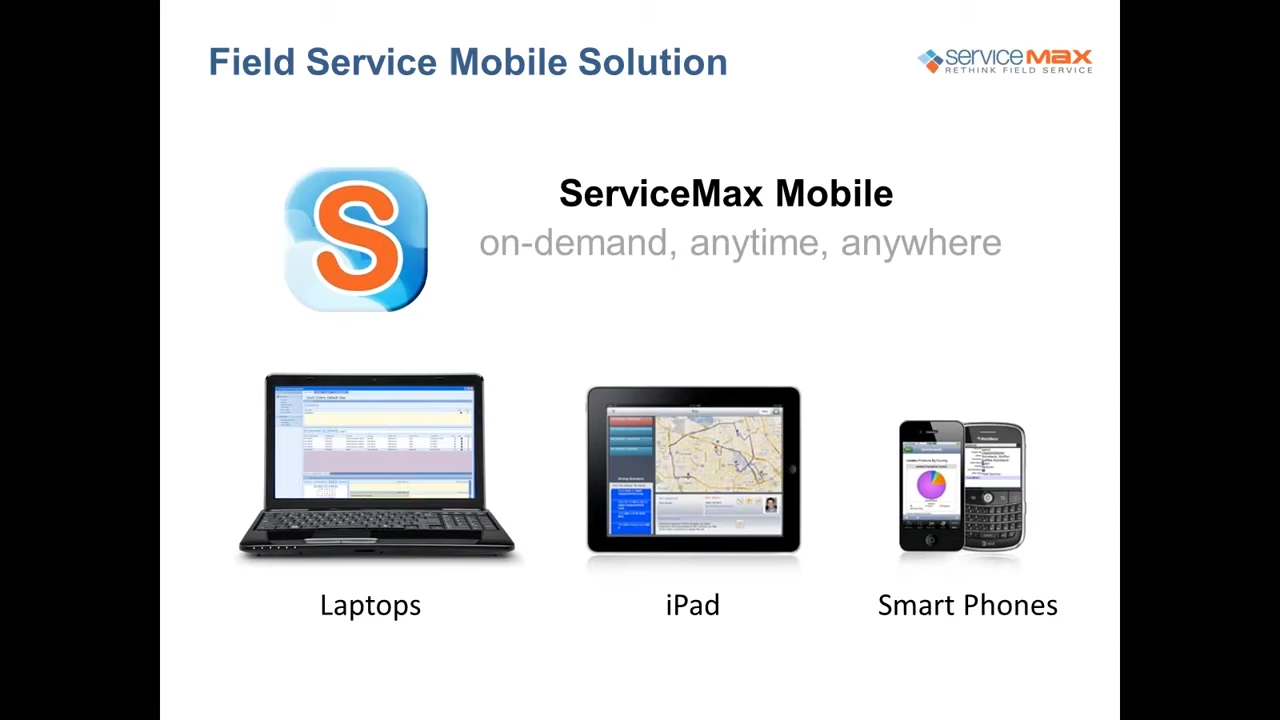 Field Service Mobile Solution
serviceMAX
RETHINK FIELD SERVICE
S
ServiceMax Mobile
on-demand, anytime, anywhere
Laptops
iPad
Smart Phones